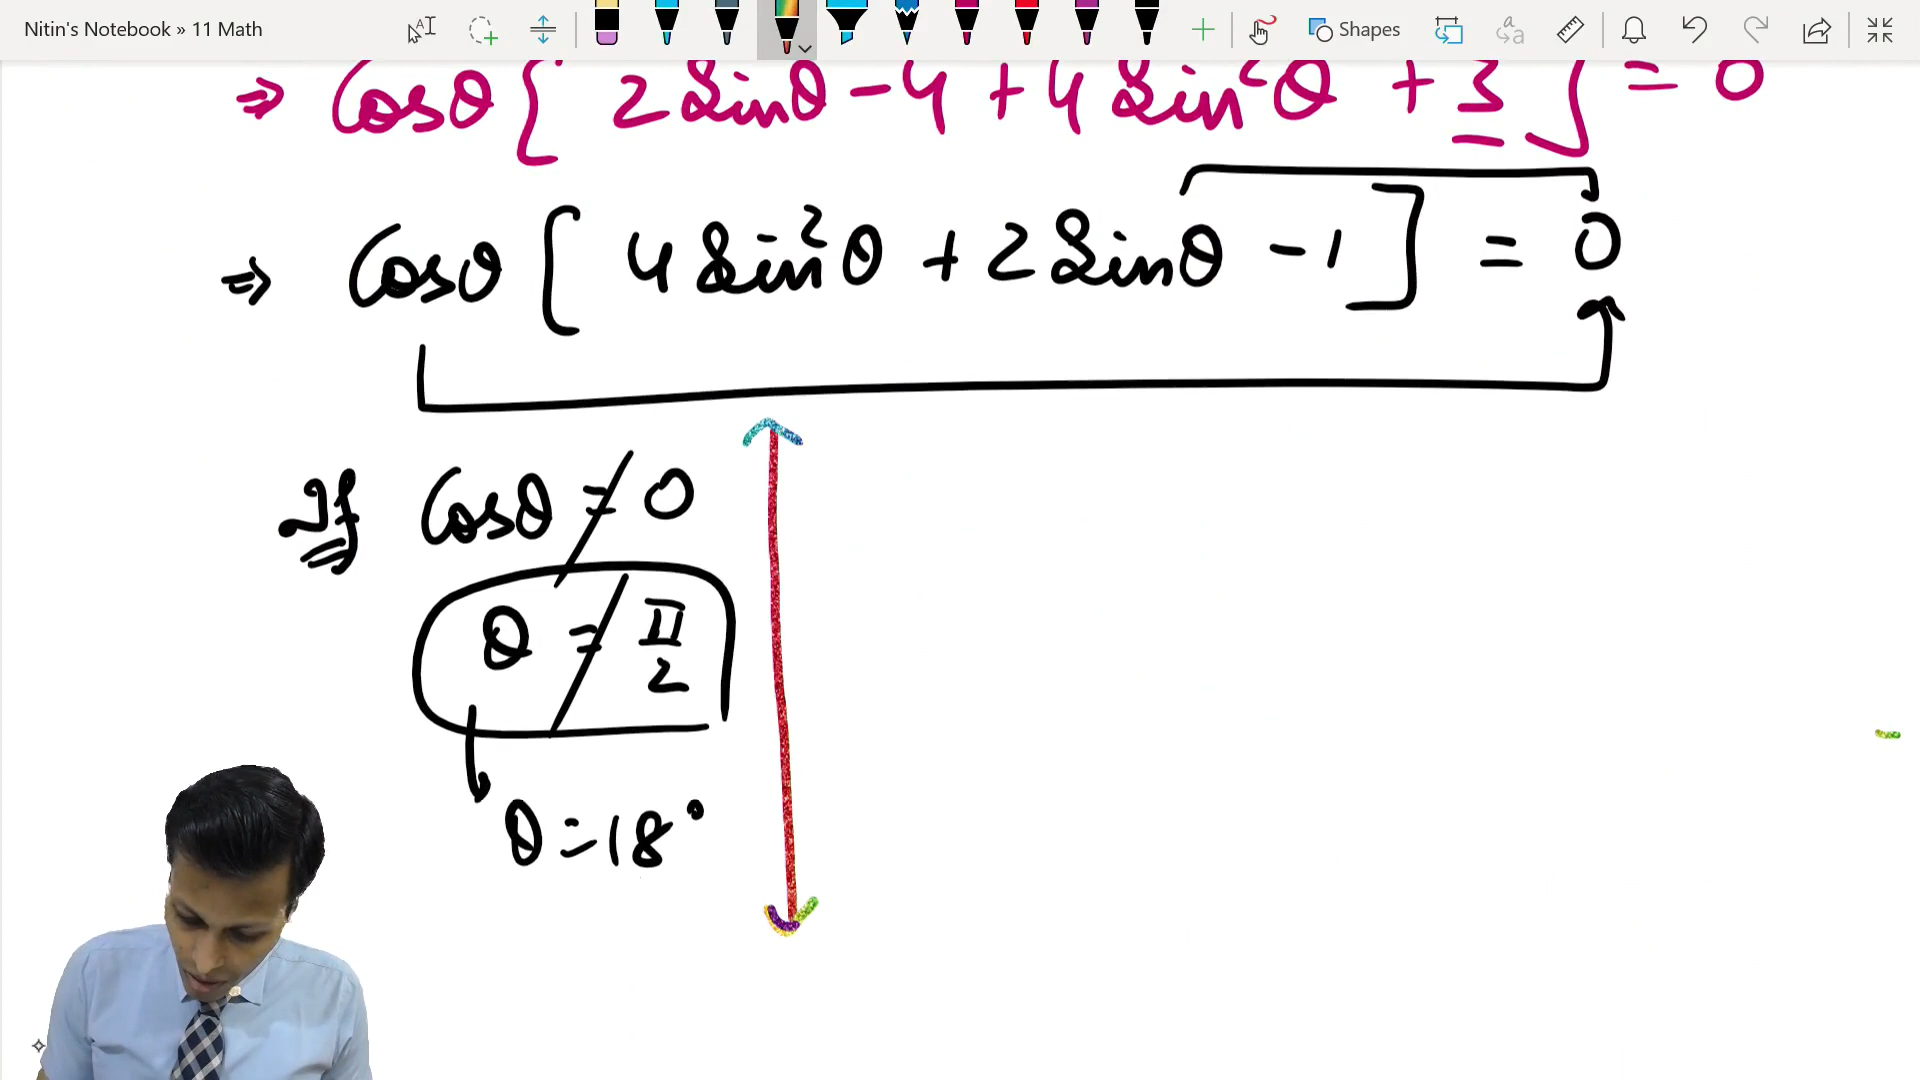 Nitin's Notebook » 11 Math
Shapes
⇒ Cosθ[ 2Sinθ - 4 + 4Sin²θ + 3 ] = 0
⇒ Cosθ [ 4Sin²θ + 2Sinθ - 1 ] = 0
If Cosθ ≠ 0
θ ≠ π/2
θ = 18°